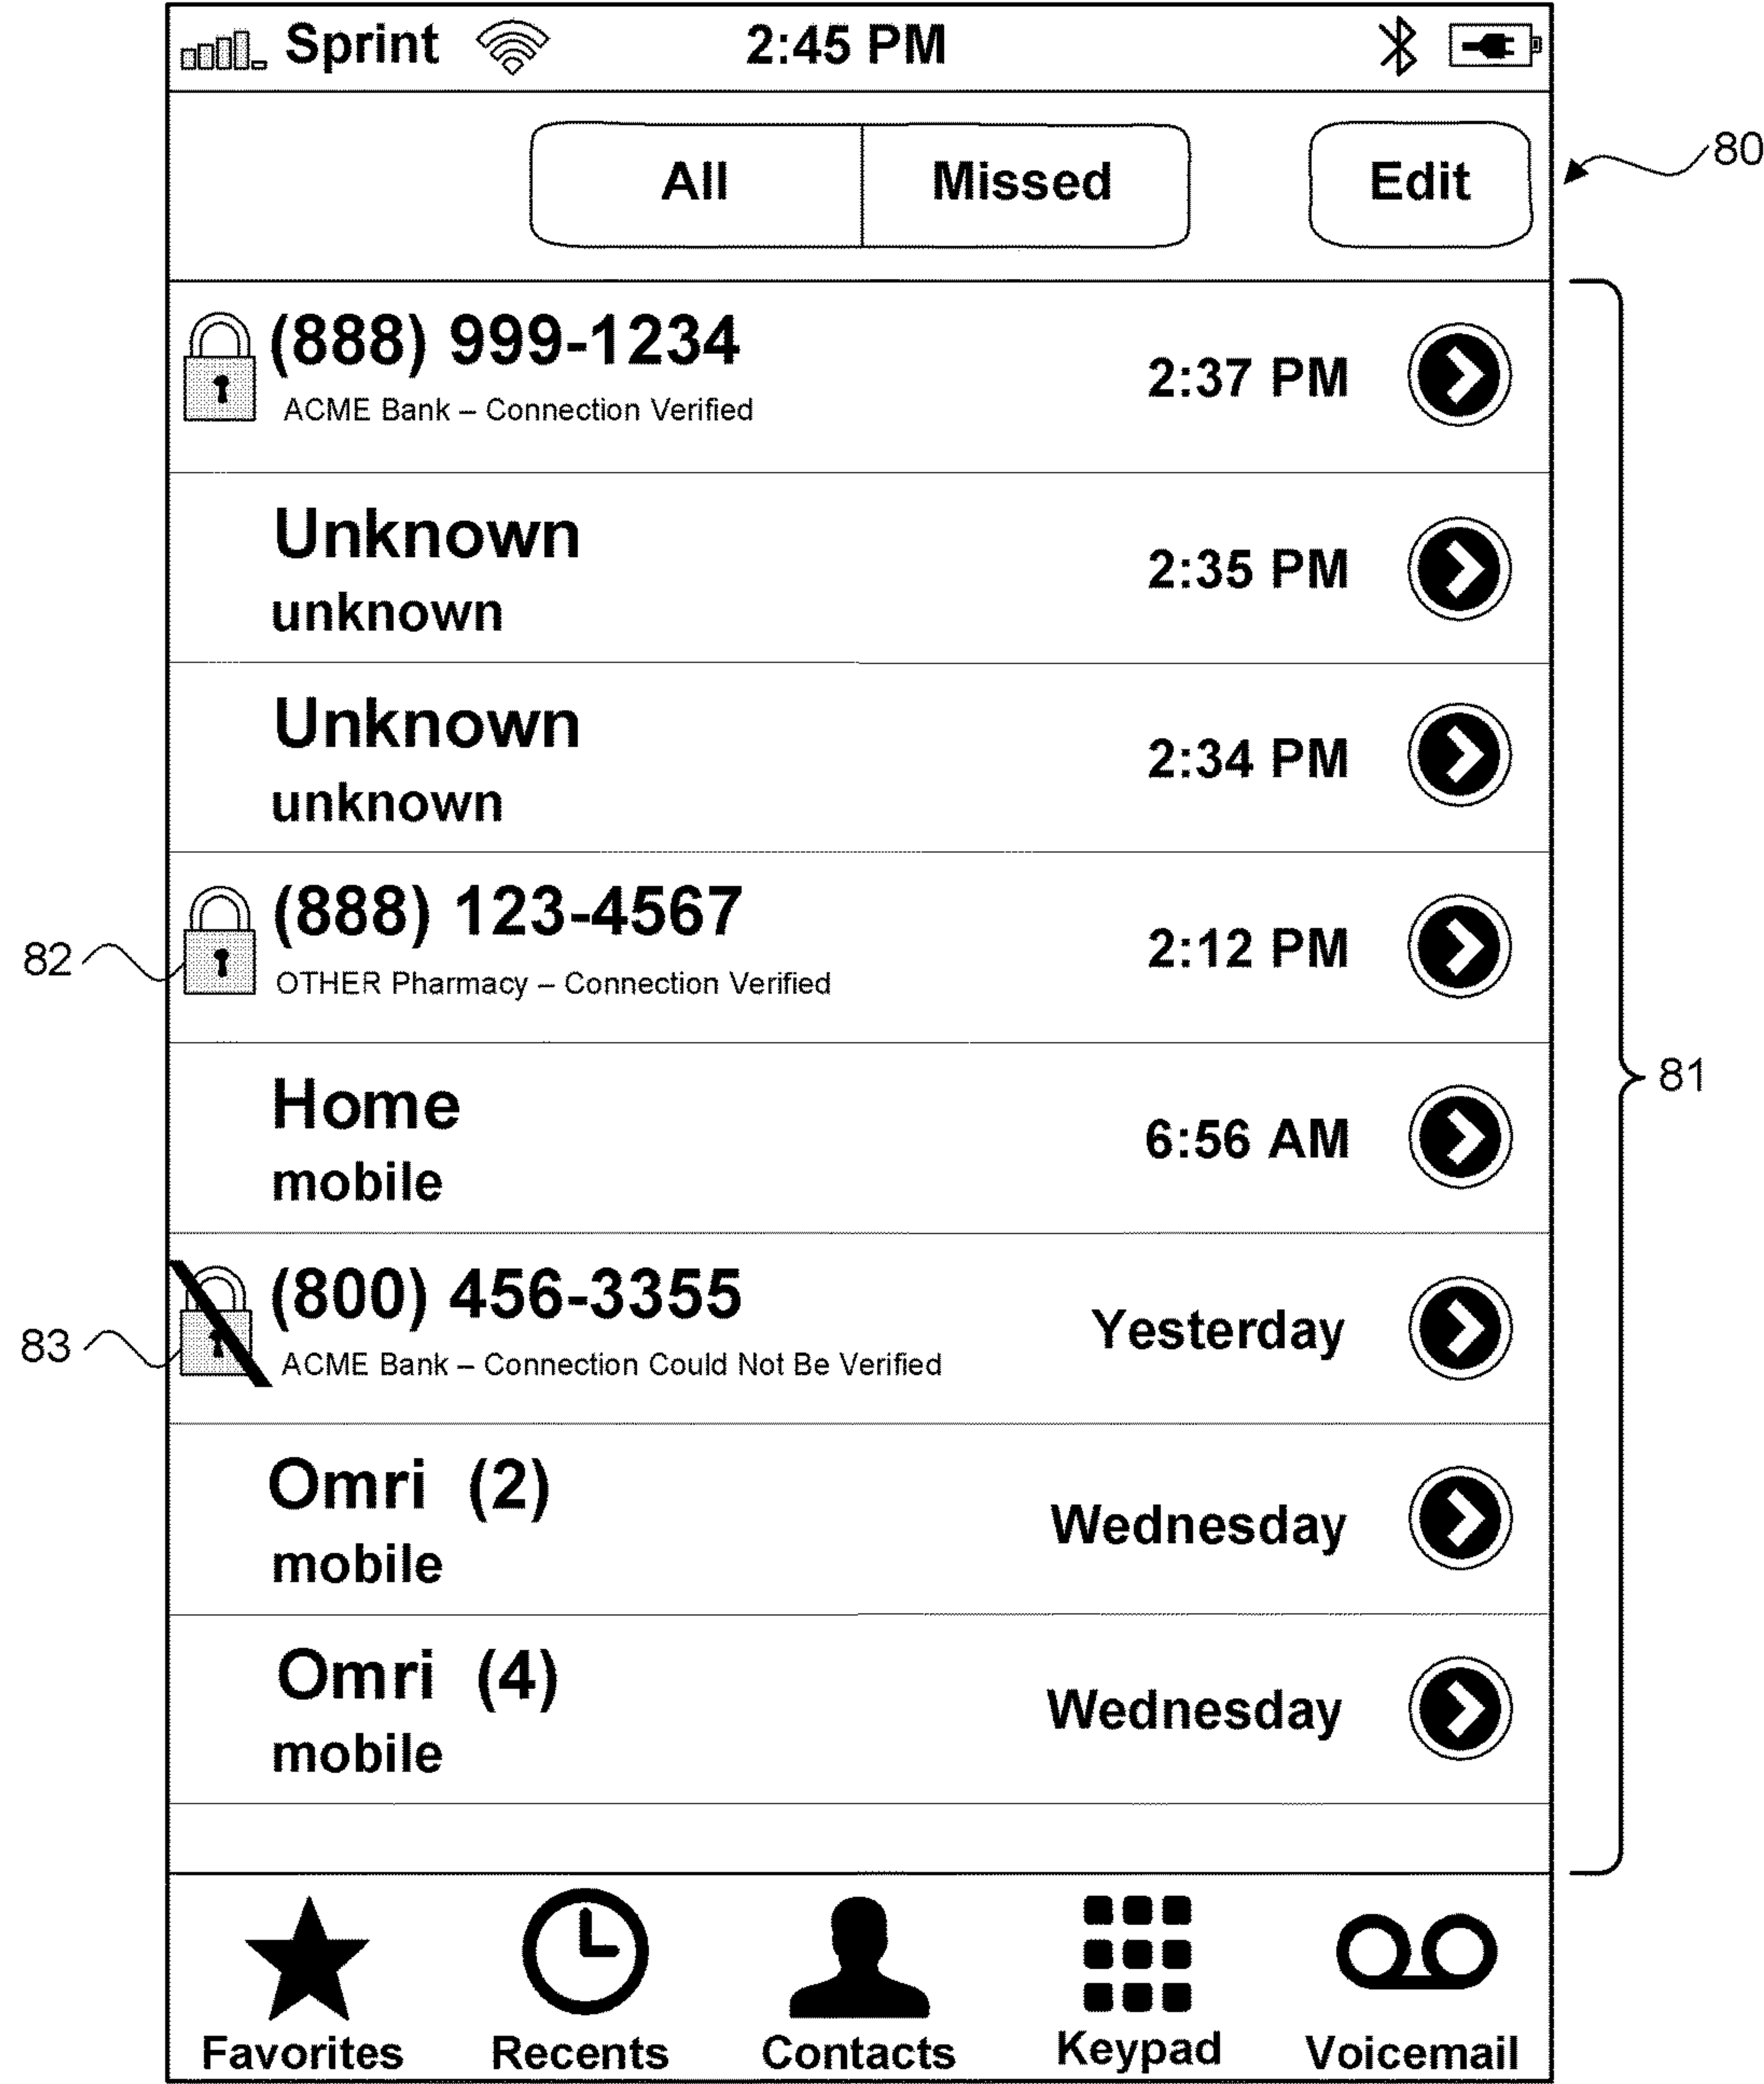 Sprint 2:45 PM
All Missed Edit
80
(888) 999-1234
ACME Bank – Connection Verified
2:37 PM
Unknown
unknown
2:35 PM
Unknown
unknown
2:34 PM
82
(888) 123-4567
OTHER Pharmacy – Connection Verified
2:12 PM
81
Home
mobile
6:56 AM
83
(800) 456-3355
ACME Bank – Connection Could Not Be Verified
Yesterday
Omri (2)
mobile
Wednesday
Omri (4)
mobile
Wednesday
Favorites Recents Contacts Keypad Voicemail